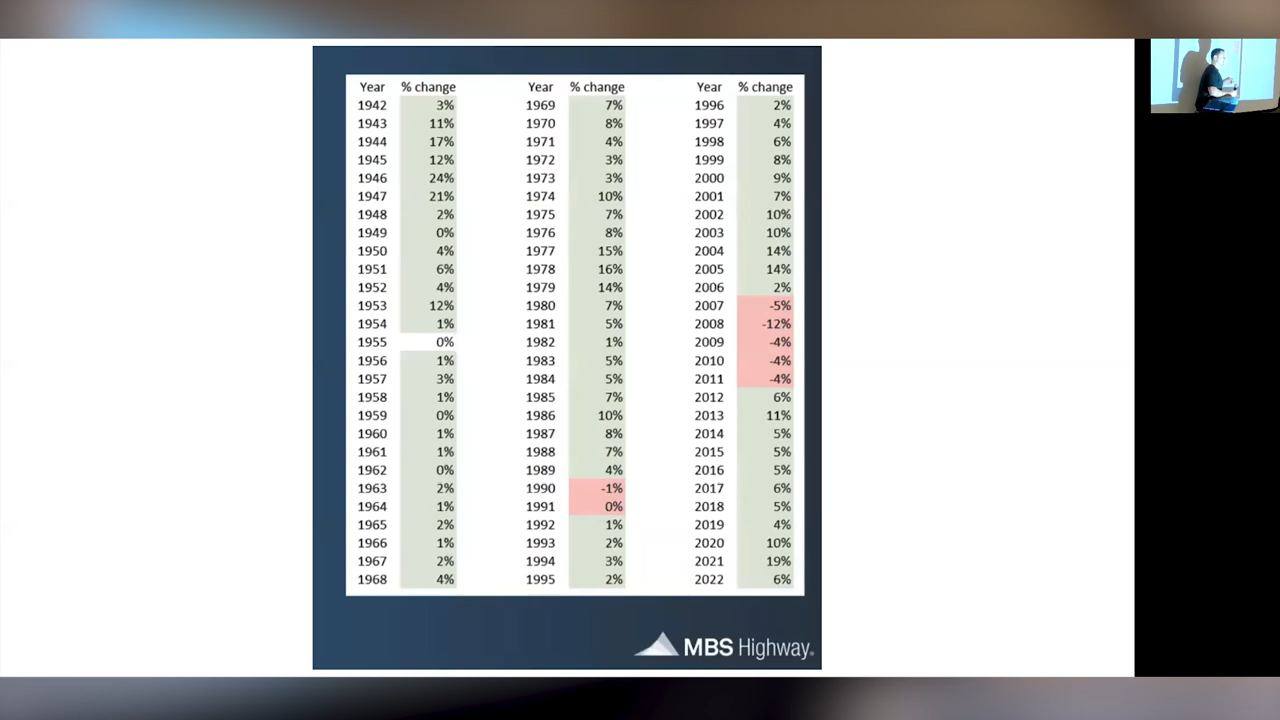 Year % change Year % change Year % change
1942 3% 1969 7% 1996 2%
1943 11% 1970 8% 1997 4%
1944 17% 1971 4% 1998 6%
1945 12% 1972 3% 1999 8%
1946 24% 1973 3% 2000 9%
1947 21% 1974 10% 2001 7%
1948 2% 1975 7% 2002 10%
1949 0% 1976 8% 2003 10%
1950 4% 1977 15% 2004 14%
1951 6% 1978 16% 2005 14%
1952 4% 1979 14% 2006 2%
1953 12% 1980 7% 2007 -5%
1954 1% 1981 5% 2008 -12%
1955 0% 1982 1% 2009 -4%
1956 1% 1983 5% 2010 -4%
1957 3% 1984 5% 2011 -4%
1958 1% 1985 7% 2012 6%
1959 0% 1986 10% 2013 11%
1960 1% 1987 8% 2014 5%
1961 1% 1988 7% 2015 5%
1962 0% 1989 4% 2016 5%
1963 2% 1990 -1% 2017 6%
1964 1% 1991 0% 2018 5%
1965 2% 1992 1% 2019 4%
1966 1% 1993 2% 2020 10%
1967 2% 1994 3% 2021 19%
1968 4% 1995 2% 2022 6%
MBS Highway®